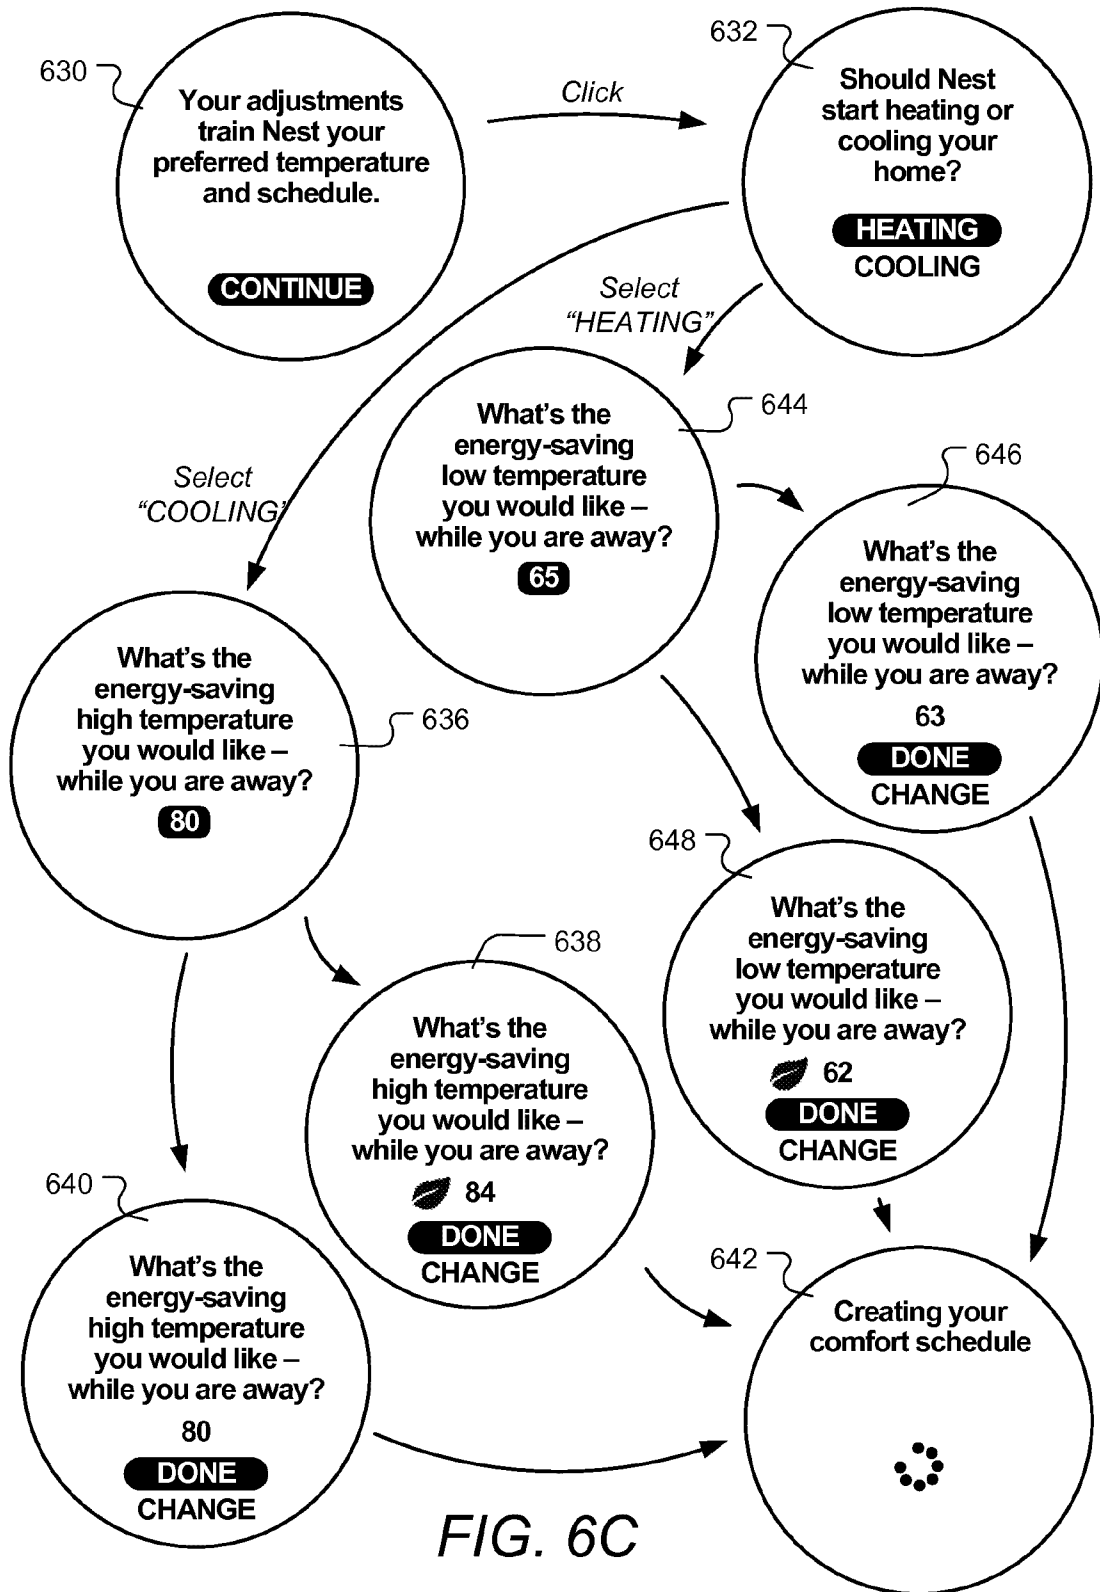 630
Your adjustments
train Nest your
preferred temperature
and schedule.
CONTINUE
Click
632
Should Nest
start heating or
cooling your
home?
HEATING
COOLING
Select
“HEATING”
Select
“COOLING”
644
What’s the
energy-saving
low temperature
you would like –
while you are away?
65
646
What’s the
energy-saving
low temperature
you would like –
while you are away?
63
DONE
CHANGE
636
What’s the
energy-saving
high temperature
you would like –
while you are away?
80
648
What’s the
energy-saving
low temperature
you would like –
while you are away?
62
DONE
CHANGE
638
What’s the
energy-saving
high temperature
you would like –
while you are away?
84
DONE
CHANGE
640
What’s the
energy-saving
high temperature
you would like –
while you are away?
80
DONE
CHANGE
642
Creating your
comfort schedule
FIG. 6C